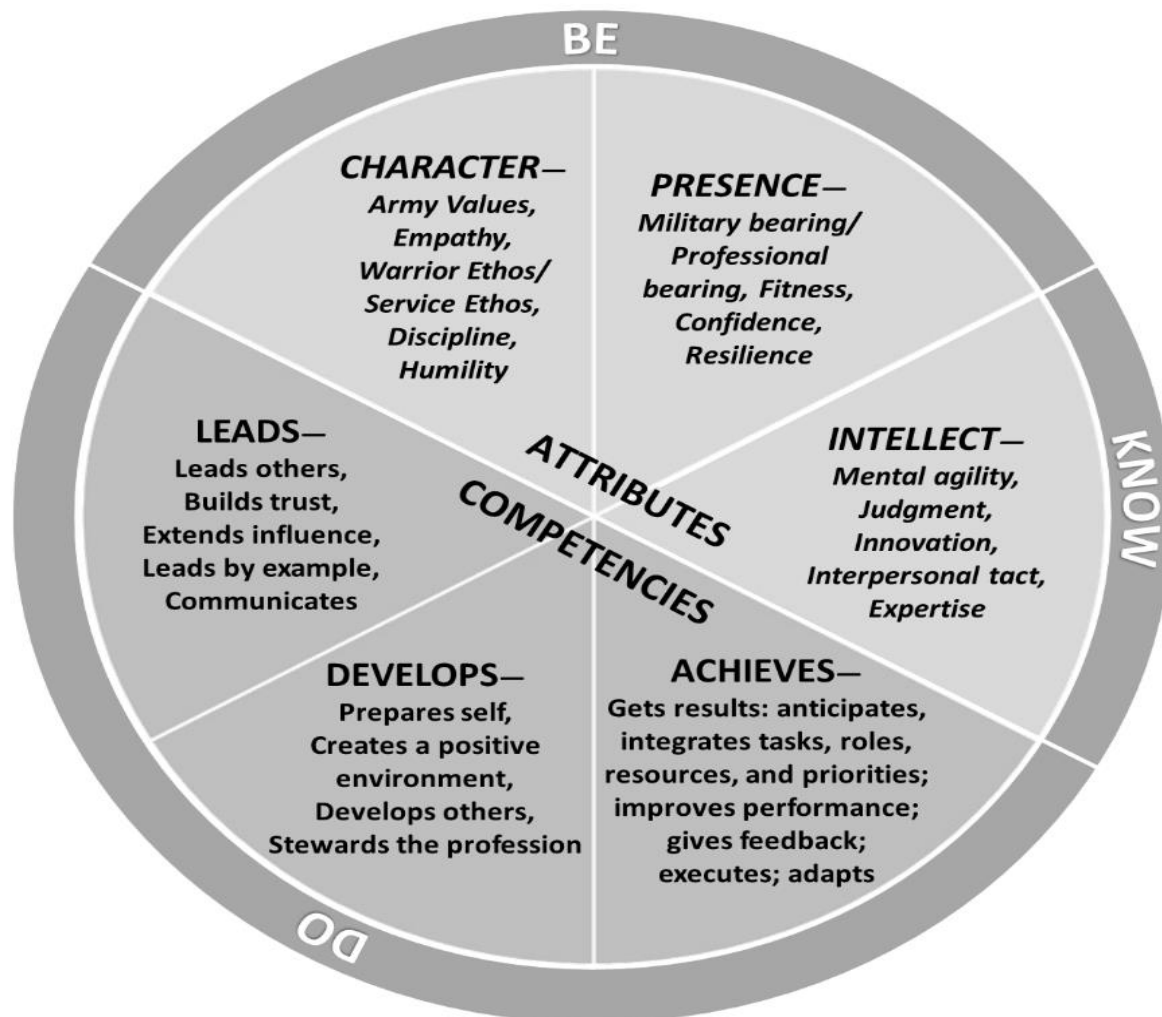 BE
CHARACTER—
Army Values,
Empathy,
Warrior Ethos/
Service Ethos,
Discipline,
Humility
PRESENCE—
Military bearing/
Professional
bearing, Fitness,
Confidence,
Resilience
KNOW
INTELLECT—
Mental agility,
Judgment,
Innovation,
Interpersonal tact,
Expertise
ATTRIBUTES
COMPETENCIES
LEADS—
Leads others,
Builds trust,
Extends influence,
Leads by example,
Communicates
DEVELOPS—
Prepares self,
Creates a positive
environment,
Develops others,
Stewards the profession
ACHIEVES—
Gets results: anticipates,
integrates tasks, roles,
resources, and priorities;
improves performance;
gives feedback;
executes; adapts
DO